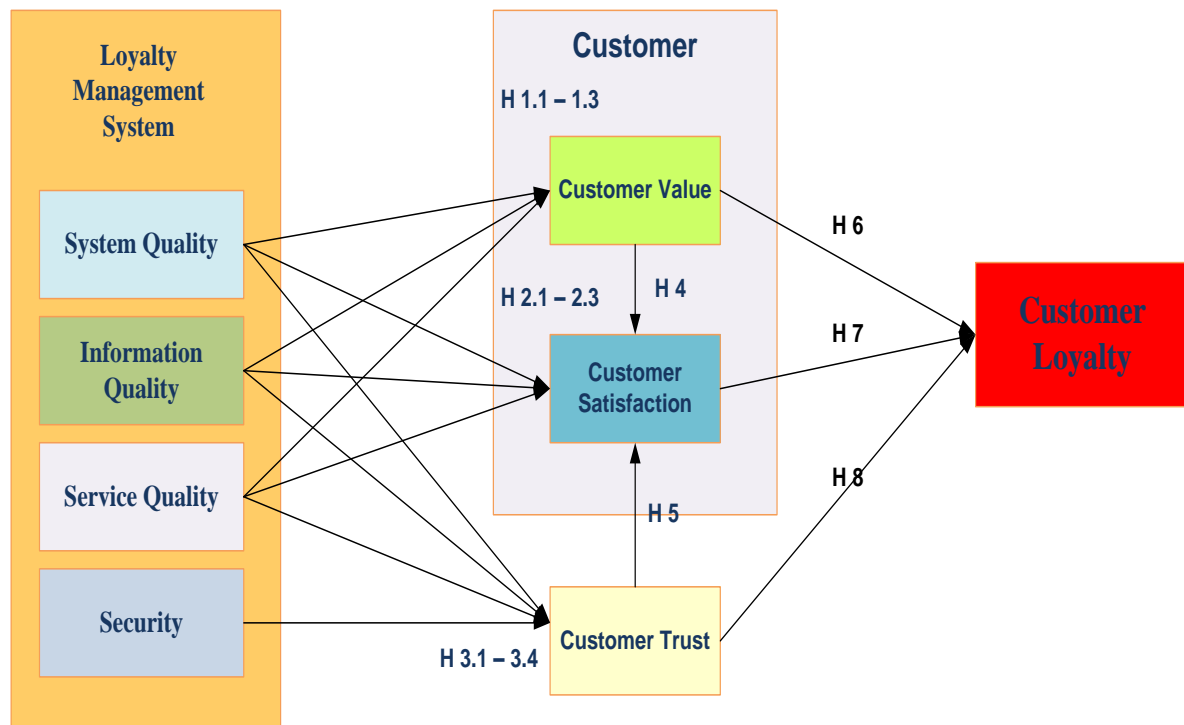 Loyalty
Management
System
System Quality
Information
Quality
Service Quality
Security
Customer
H 1.1 – 1.3
Customer Value
H 2.1 – 2.3
H 4
Customer
Satisfaction
H 5
Customer Trust
H 3.1 – 3.4
H 6
H 7
H 8
Customer
Loyalty